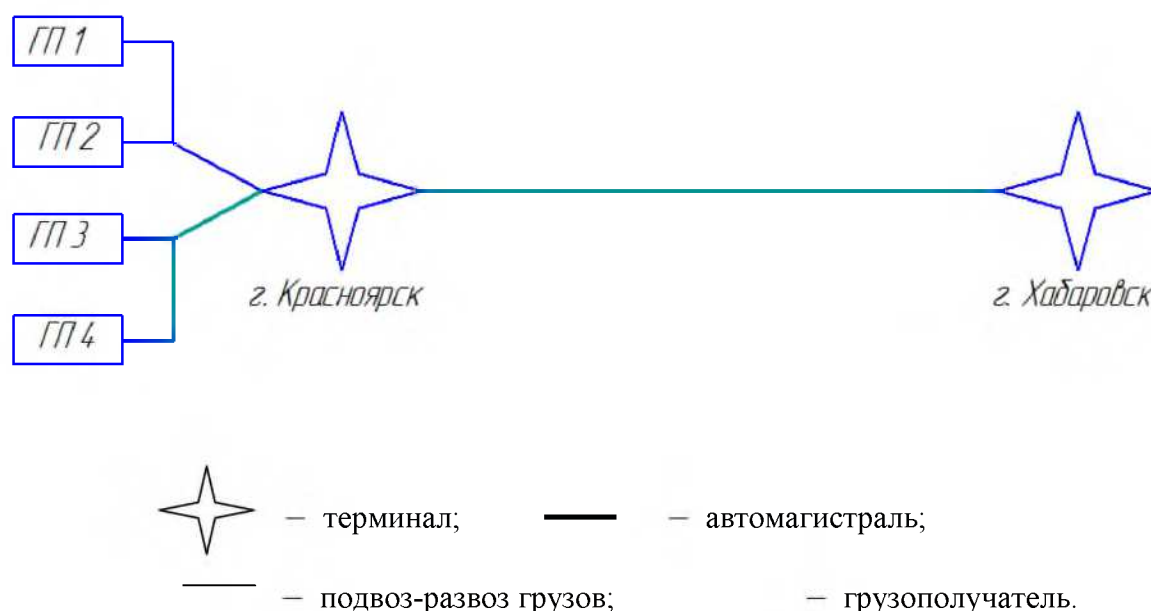 ГП 1
ГП 2
ГП 3
ГП 4
г. Красноярск
г. Хабаровск
– терминал; – автомагистраль;
– подвоз-развоз грузов; – грузополучатель.